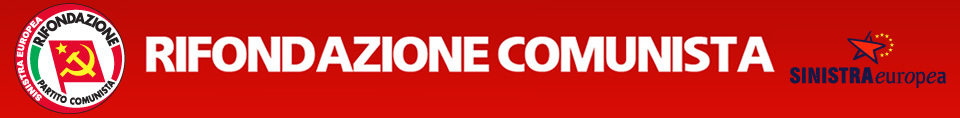 SINISTRA EUROPEA
RIFONDAZIONE
PARTITO COMUNISTA
RIFONDAZIONE COMUNISTA
SINISTRA europea